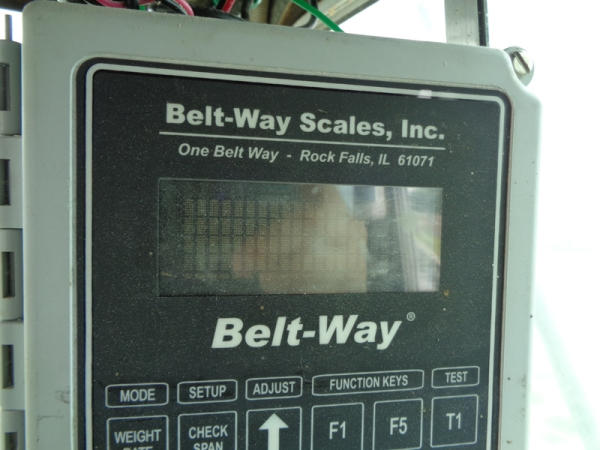 Belt-Way Scales, Inc.
One Belt Way - Rock Falls, IL 61071
Belt-Way®
MODE SETUP ADJUST FUNCTION KEYS TEST
WEIGHT CHECK F1 F5 T1
RATE SPAN